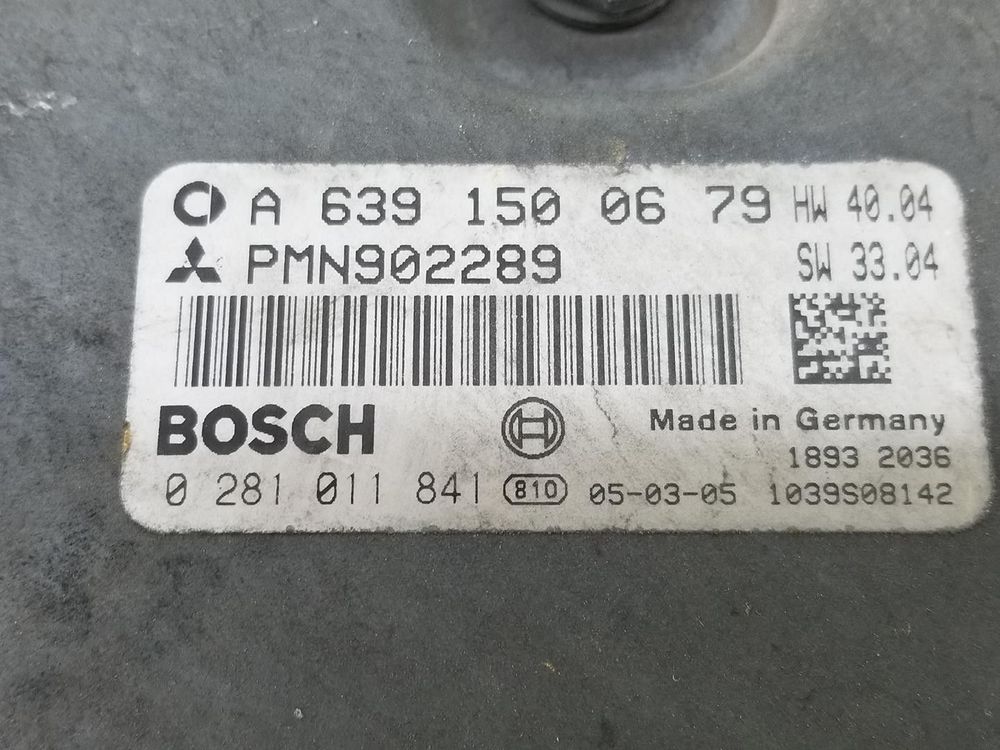 A 639 150 06 79 HW 40.04
PMN902289 SW 33.04
BOSCH
Made in Germany
1893 2036
0 281 011 841 810 05-03-05 1039S08142